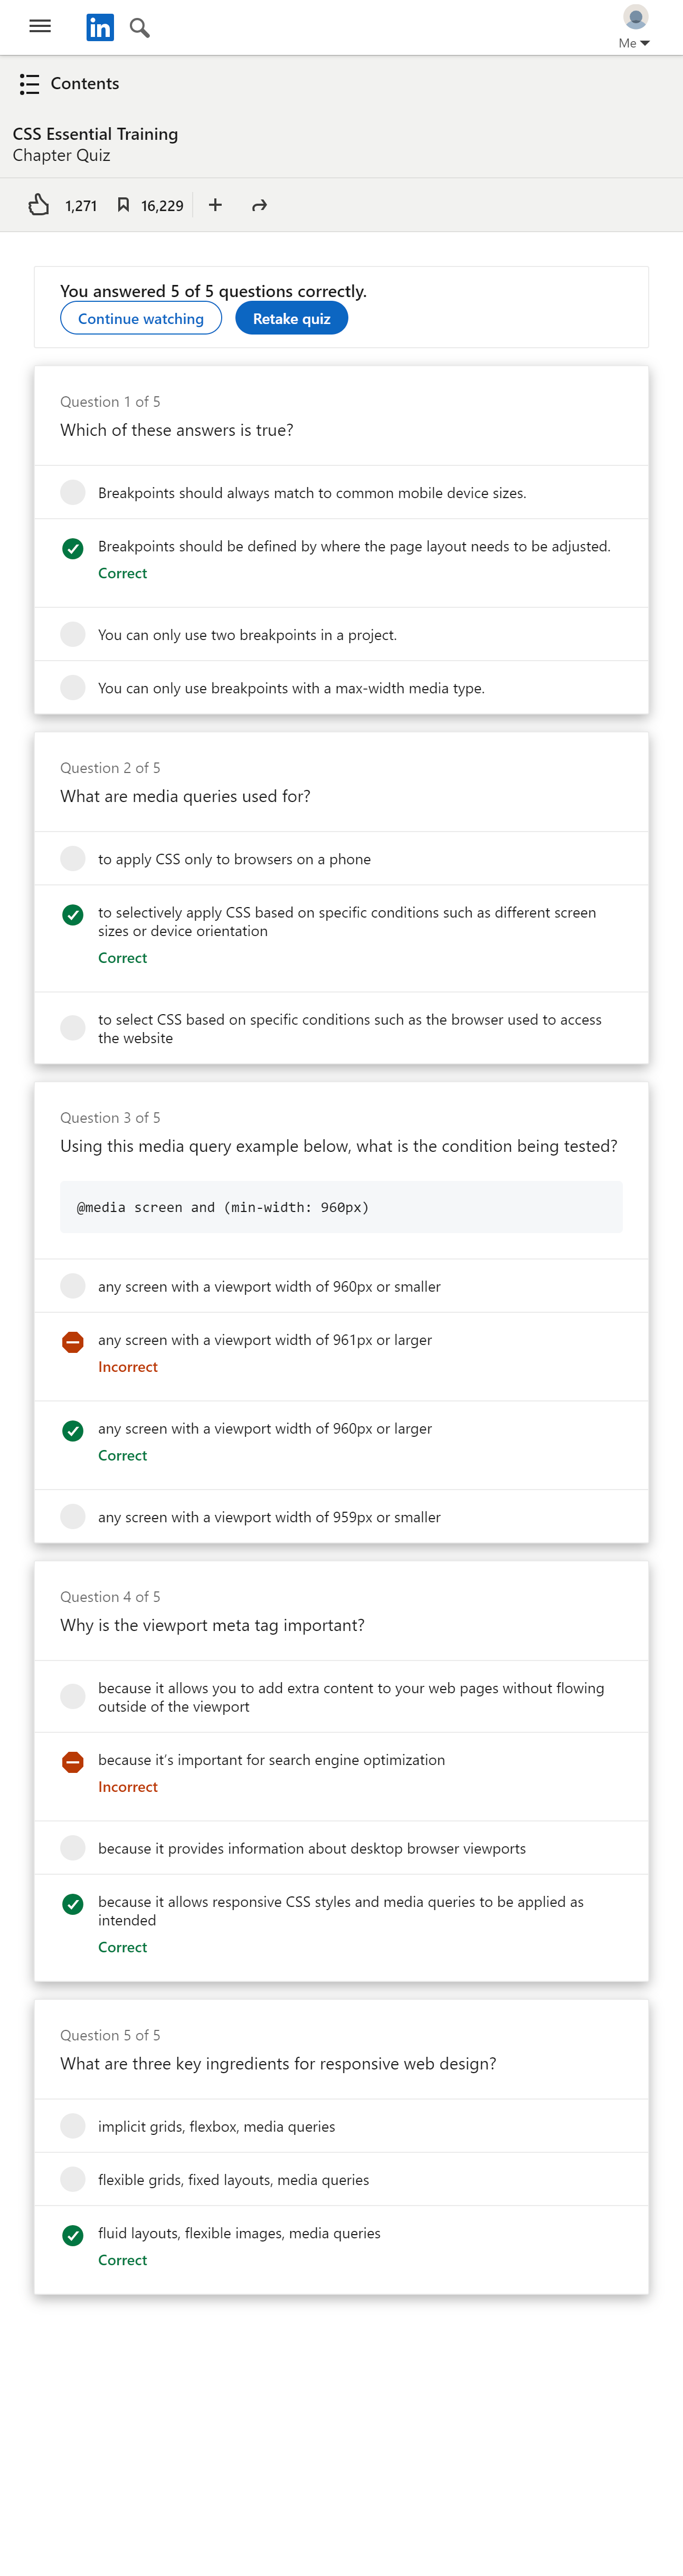 in
Me
Contents
CSS Essential Training
Chapter Quiz
1,271 16,229
You answered 5 of 5 questions correctly.
Continue watching Retake quiz
Question 1 of 5
Which of these answers is true?
Breakpoints should always match to common mobile device sizes.
Breakpoints should be defined by where the page layout needs to be adjusted.
Correct
You can only use two breakpoints in a project.
You can only use breakpoints with a max-width media type.
Question 2 of 5
What are media queries used for?
to apply CSS only to browsers on a phone
to selectively apply CSS based on specific conditions such as different screen
sizes or device orientation
Correct
to select CSS based on specific conditions such as the browser used to access
the website
Question 3 of 5
Using this media query example below, what is the condition being tested?
@media screen and (min-width: 960px)
any screen with a viewport width of 960px or smaller
any screen with a viewport width of 961px or larger
Incorrect
any screen with a viewport width of 960px or larger
Correct
any screen with a viewport width of 959px or smaller
Question 4 of 5
Why is the viewport meta tag important?
because it allows you to add extra content to your web pages without flowing
outside of the viewport
because it's important for search engine optimization
Incorrect
because it provides information about desktop browser viewports
because it allows responsive CSS styles and media queries to be applied as
intended
Correct
Question 5 of 5
What are three key ingredients for responsive web design?
implicit grids, flexbox, media queries
flexible grids, fixed layouts, media queries
fluid layouts, flexible images, media queries
Correct